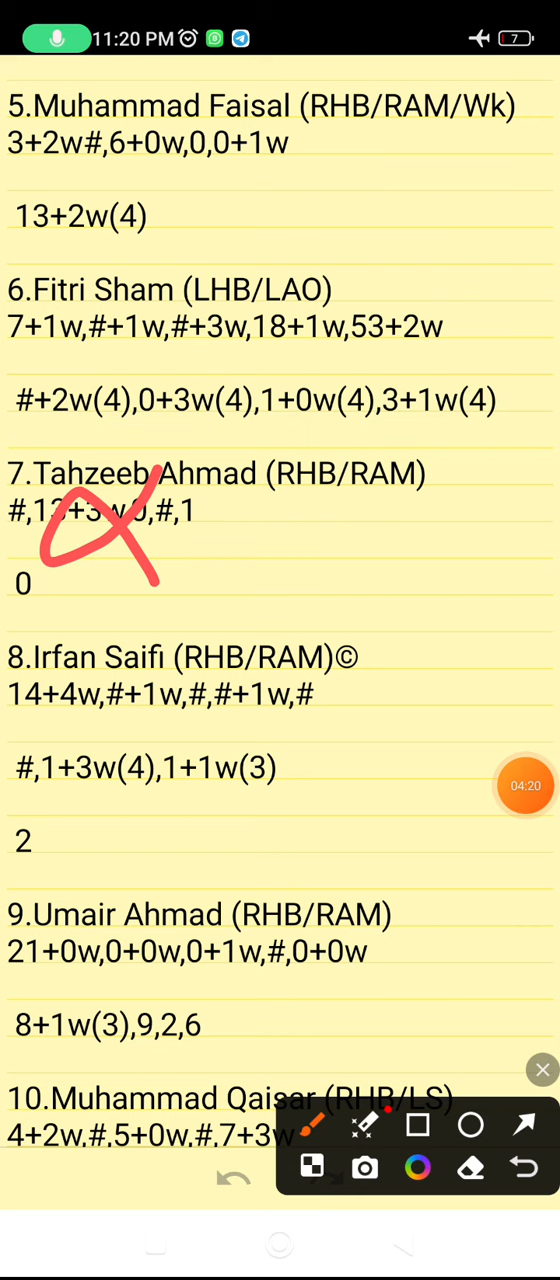 11:20 PM
7
5.Muhammad Faisal (RHB/RAM/Wk)
3+2w#,6+0w,0,0+1w
13+2w(4)
6.Fitri Sham (LHB/LAO)
7+1w,#+1w,#+3w,18+1w,53+2w
#+2w(4),0+3w(4),1+0w(4),3+1w(4)
7.Tahzeeb Ahmad (RHB/RAM)
#,13+3w,0,#,1
0
8.Irfan Saifi (RHB/RAM)©
14+4w,#+1w,#,#+1w,#
#,1+3w(4),1+1w(3)
04:20
2
9.Umair Ahmad (RHB/RAM)
21+0w,0+0w,0+1w,#,0+0w
8+1w(3),9,2,6
10.Muhammad Qaisar (RHB/LS)
4+2w,#,5+0w,#,7+3w